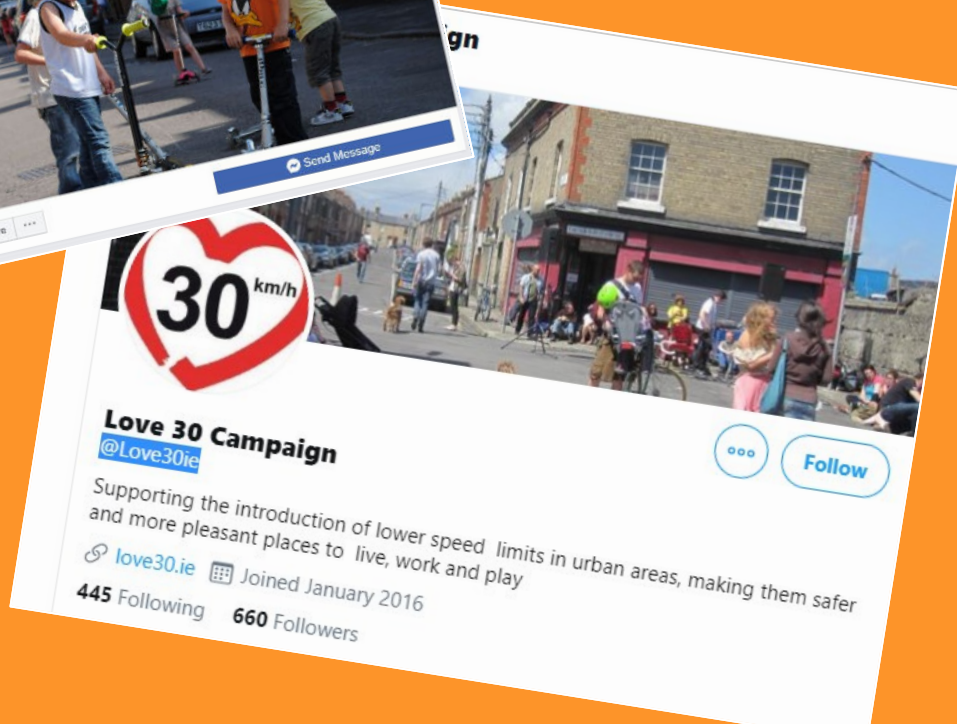 Send Message
•••
gn
30 km/h
Love 30 Campaign
@Love30ie
Follow
Supporting the introduction of lower speed limits in urban areas, making them safer
and more pleasant places to live, work and play
love30.ie Joined January 2016
445 Following 660 Followers